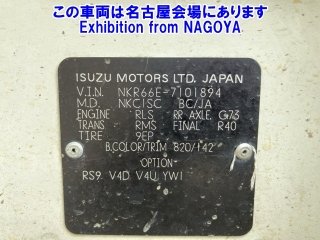 この車両は名古屋会場にあります
Exhibition from NAGOYA
ISUZU MOTORS LTD. JAPAN
V.I.N. NKR66E-7101894
M.D. NKCISC BC/JA
ENGINE RLS RR AXLE G73
TRANS. RMS FINAL R40
TIRE 9EP
B.COLOR/TRIM 820/142
OPTION
RS9 V4D V4U YW1